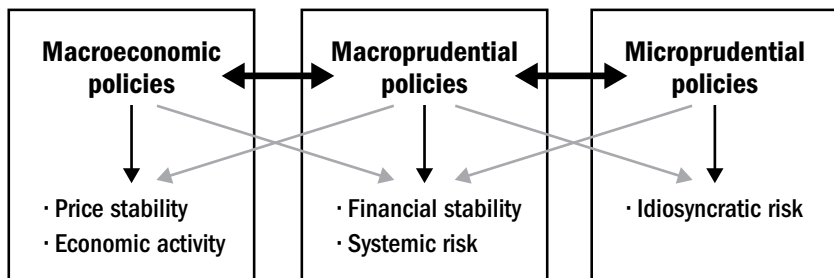 Macroeconomic
policies
Macroprudential
policies
Microprudential
policies
· Price stability
· Economic activity
· Financial stability
· Systemic risk
· Idiosyncratic risk